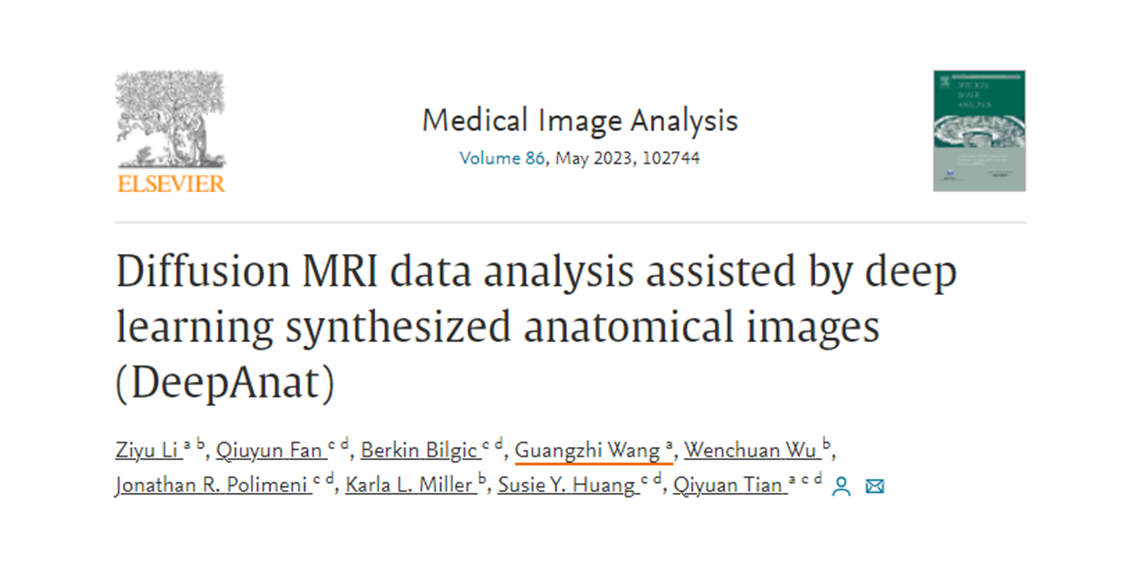 ELSEVIER
Medical Image Analysis
Volume 86, May 2023, 102744
MEDICAL
IMAGE
ANALYSIS
Diffusion MRI data analysis assisted by deep
learning synthesized anatomical images
(DeepAnat)
Ziyu Li a b, Qiuyun Fan c d, Berkin Bilgic c d, Guangzhi Wang a, Wenchuan Wu b,
Jonathan R. Polimeni c d, Karla L. Miller b, Susie Y. Huang c d, Qiyuan Tian a c d